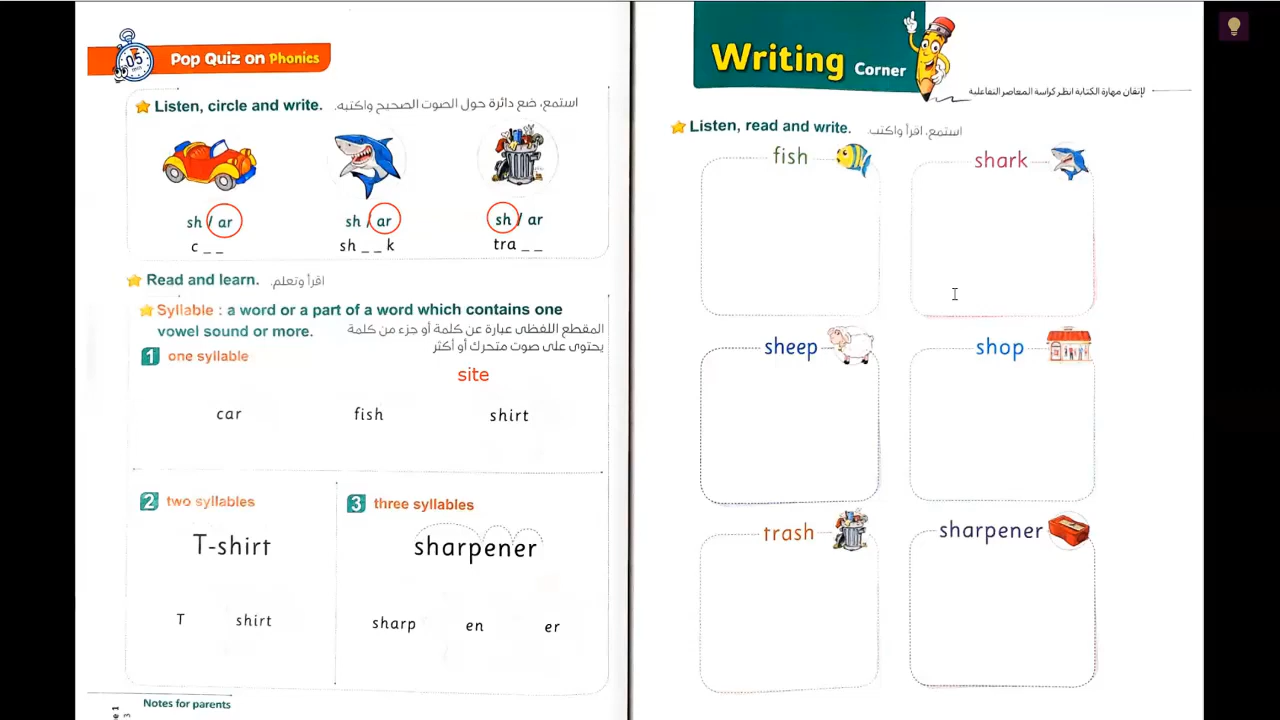 05
Pop Quiz on Phonics
Listen, circle and write. استمع، ضع دائرة حول الصوت الصحيح واكتبه.
sh / ar
sh / ar
sh / ar
c _ _
sh _ _ k
tra _ _
Read and learn. اقرأ وتعلم.
Syllable : a word or a part of a word which contains one
vowel sound or more.
المقطع اللفظى عبارة عن كلمة أو جزء من كلمة
يحتوى على صوت متحرك أو أكثر
1 one syllable
site
car
fish
shirt
2 two syllables
T-shirt
T
shirt
3 three syllables
sharpener
sharp
en
er
Notes for parents
Writing Corner
لإتقان مهارة الكتابة انظر كراسة المعاصر التفاعلية
Listen, read and write. استمع، اقرأ واكتب.
fish
shark
sheep
shop
trash
sharpener